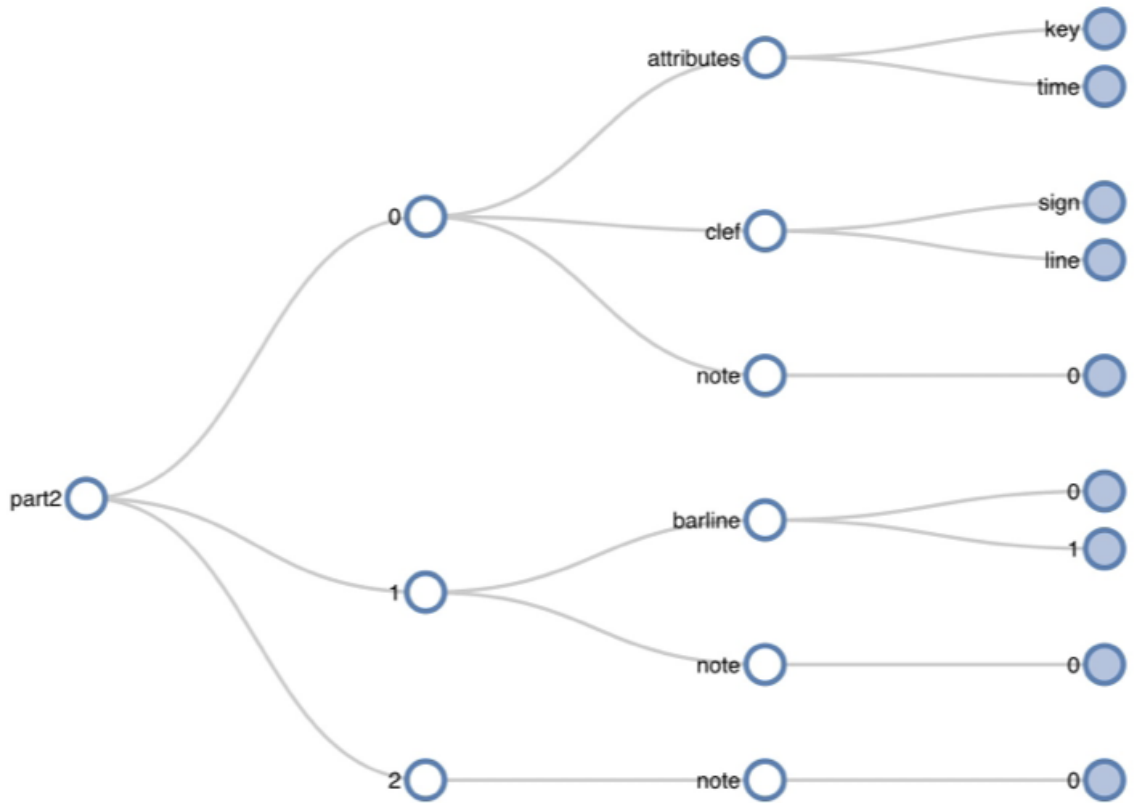 key
attributes
time
sign
0
clef
line
note 0
0
part2
barline
1
1
note 0
2 note 0